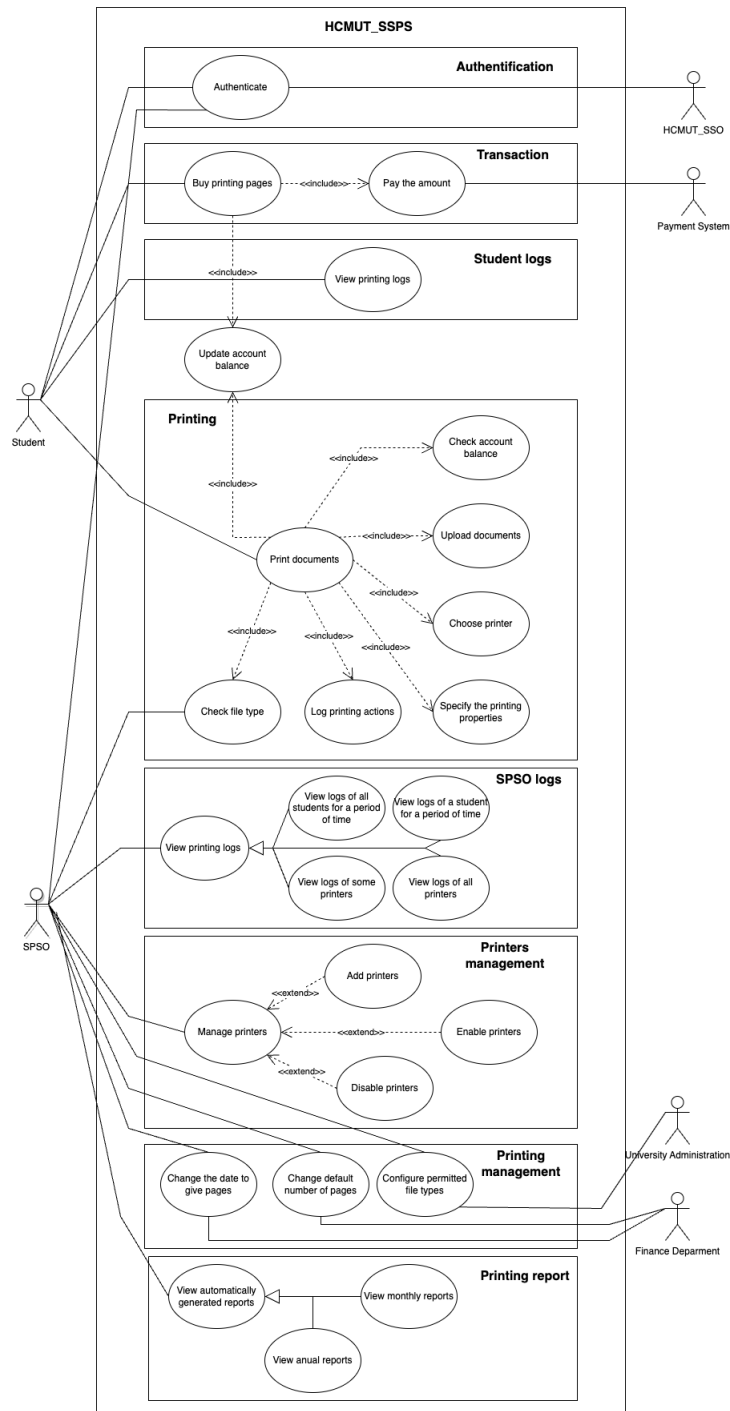 HCMUT_SSPS
Authentification
Authenticate
HCMUT_SSO
Transaction
Buy printing pages
<<include>>
Pay the amount
Payment System
Student logs
<<include>>
View printing logs
Update account
balance
Student
Printing
Check account
balance
<<include>>
<<include>>
<<include>>
Upload documents
Print documents
<<include>>
Choose printer
<<include>>
<<include>>
<<include>>
Check file type
Log printing actions
Specify the printing
properties
SPSO logs
View logs of all
students for a period
of time
View logs of a student
for a period of time
View printing logs
View logs of some
printers
View logs of all
printers
SPSO
Printers
management
Add printers
<<extend>>
Manage printers
<<extend>>
Enable printers
<<extend>>
Disable printers
Printing
management
Change the date to
give pages
Change default
number of pages
Configure permitted
file types
University Administration
Finance Deparment
Printing report
View automatically
generated reports
View monthly reports
View anual reports